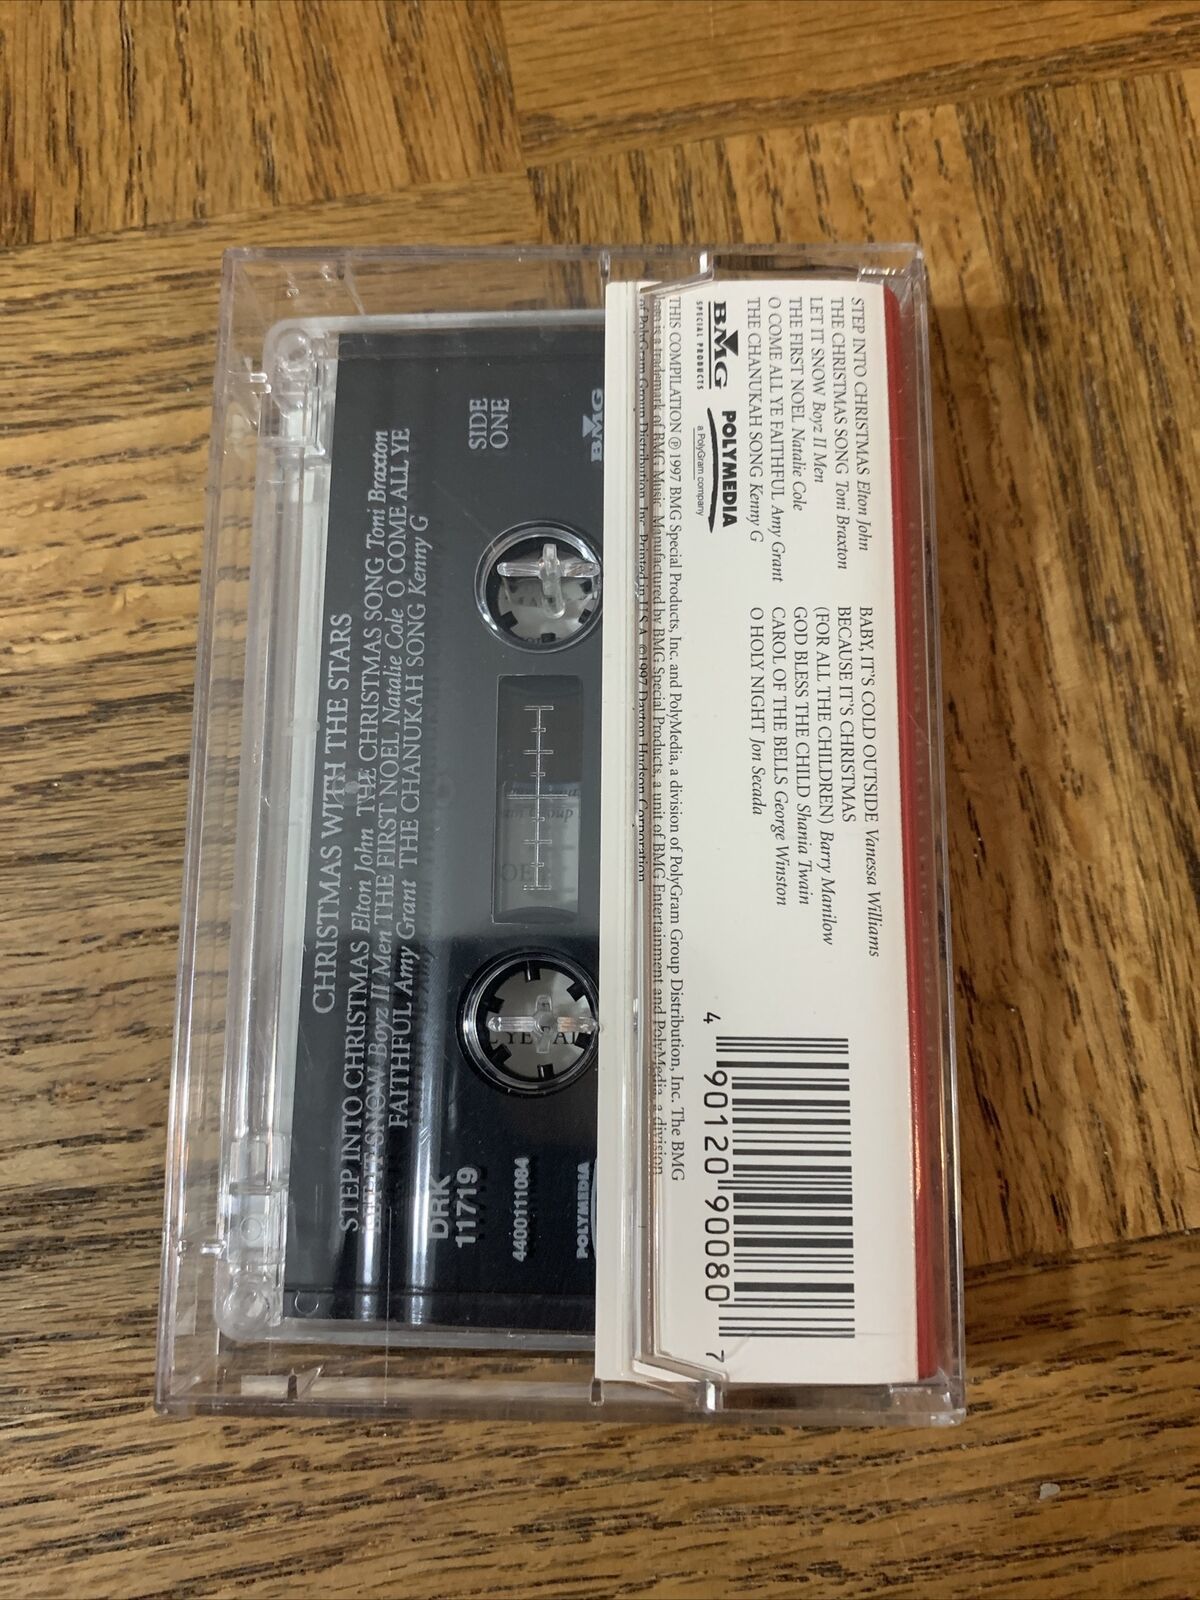 STEP INTO CHRISTMAS Elton John
THE CHRISTMAS SONG Toni Braxton
LET IT SNOW Boyz II Men
THE FIRST NOEL Natalie Cole
O COME ALL YE FAITHFUL Amy Grant
THE CHANUKAH SONG Kenny G
BABY, IT'S COLD OUTSIDE Vanessa Williams
BECAUSE IT'S CHRISTMAS
(FOR ALL THE CHILDREN) Barry Manilow
GOD BLESS THE CHILD Shania Twain
CAROL OF THE BELLS George Winston
O HOLY NIGHT Jon Secada
4 90120 90080 7
BMG
SPECIAL PRODUCTS
POLYMEDIA
a PolyGram company
THIS COMPILATION ℗ 1997 BMG Special Products, Inc. and PolyMedia, a division of PolyGram Group Distribution, Inc. The BMG
logo is a trademark of BMG Music. Manufactured by BMG Special Products, a unit of BMG Entertainment and PolyMedia, a division
of PolyGram Group Distribution, Inc. Printed in U.S.A. ©1997 Dayton Hudson Corporation
BMG
SIDE
ONE
POLYMEDIA
4400111084
DRK
11719
CHRISTMAS WITH THE STARS
STEP INTO CHRISTMAS Elton John THE CHRISTMAS SONG Toni Braxton
LET IT SNOW Boyz II Men THE FIRST NOEL Natalie Cole O COME ALL YE
FAITHFUL Amy Grant THE CHANUKAH SONG Kenny G